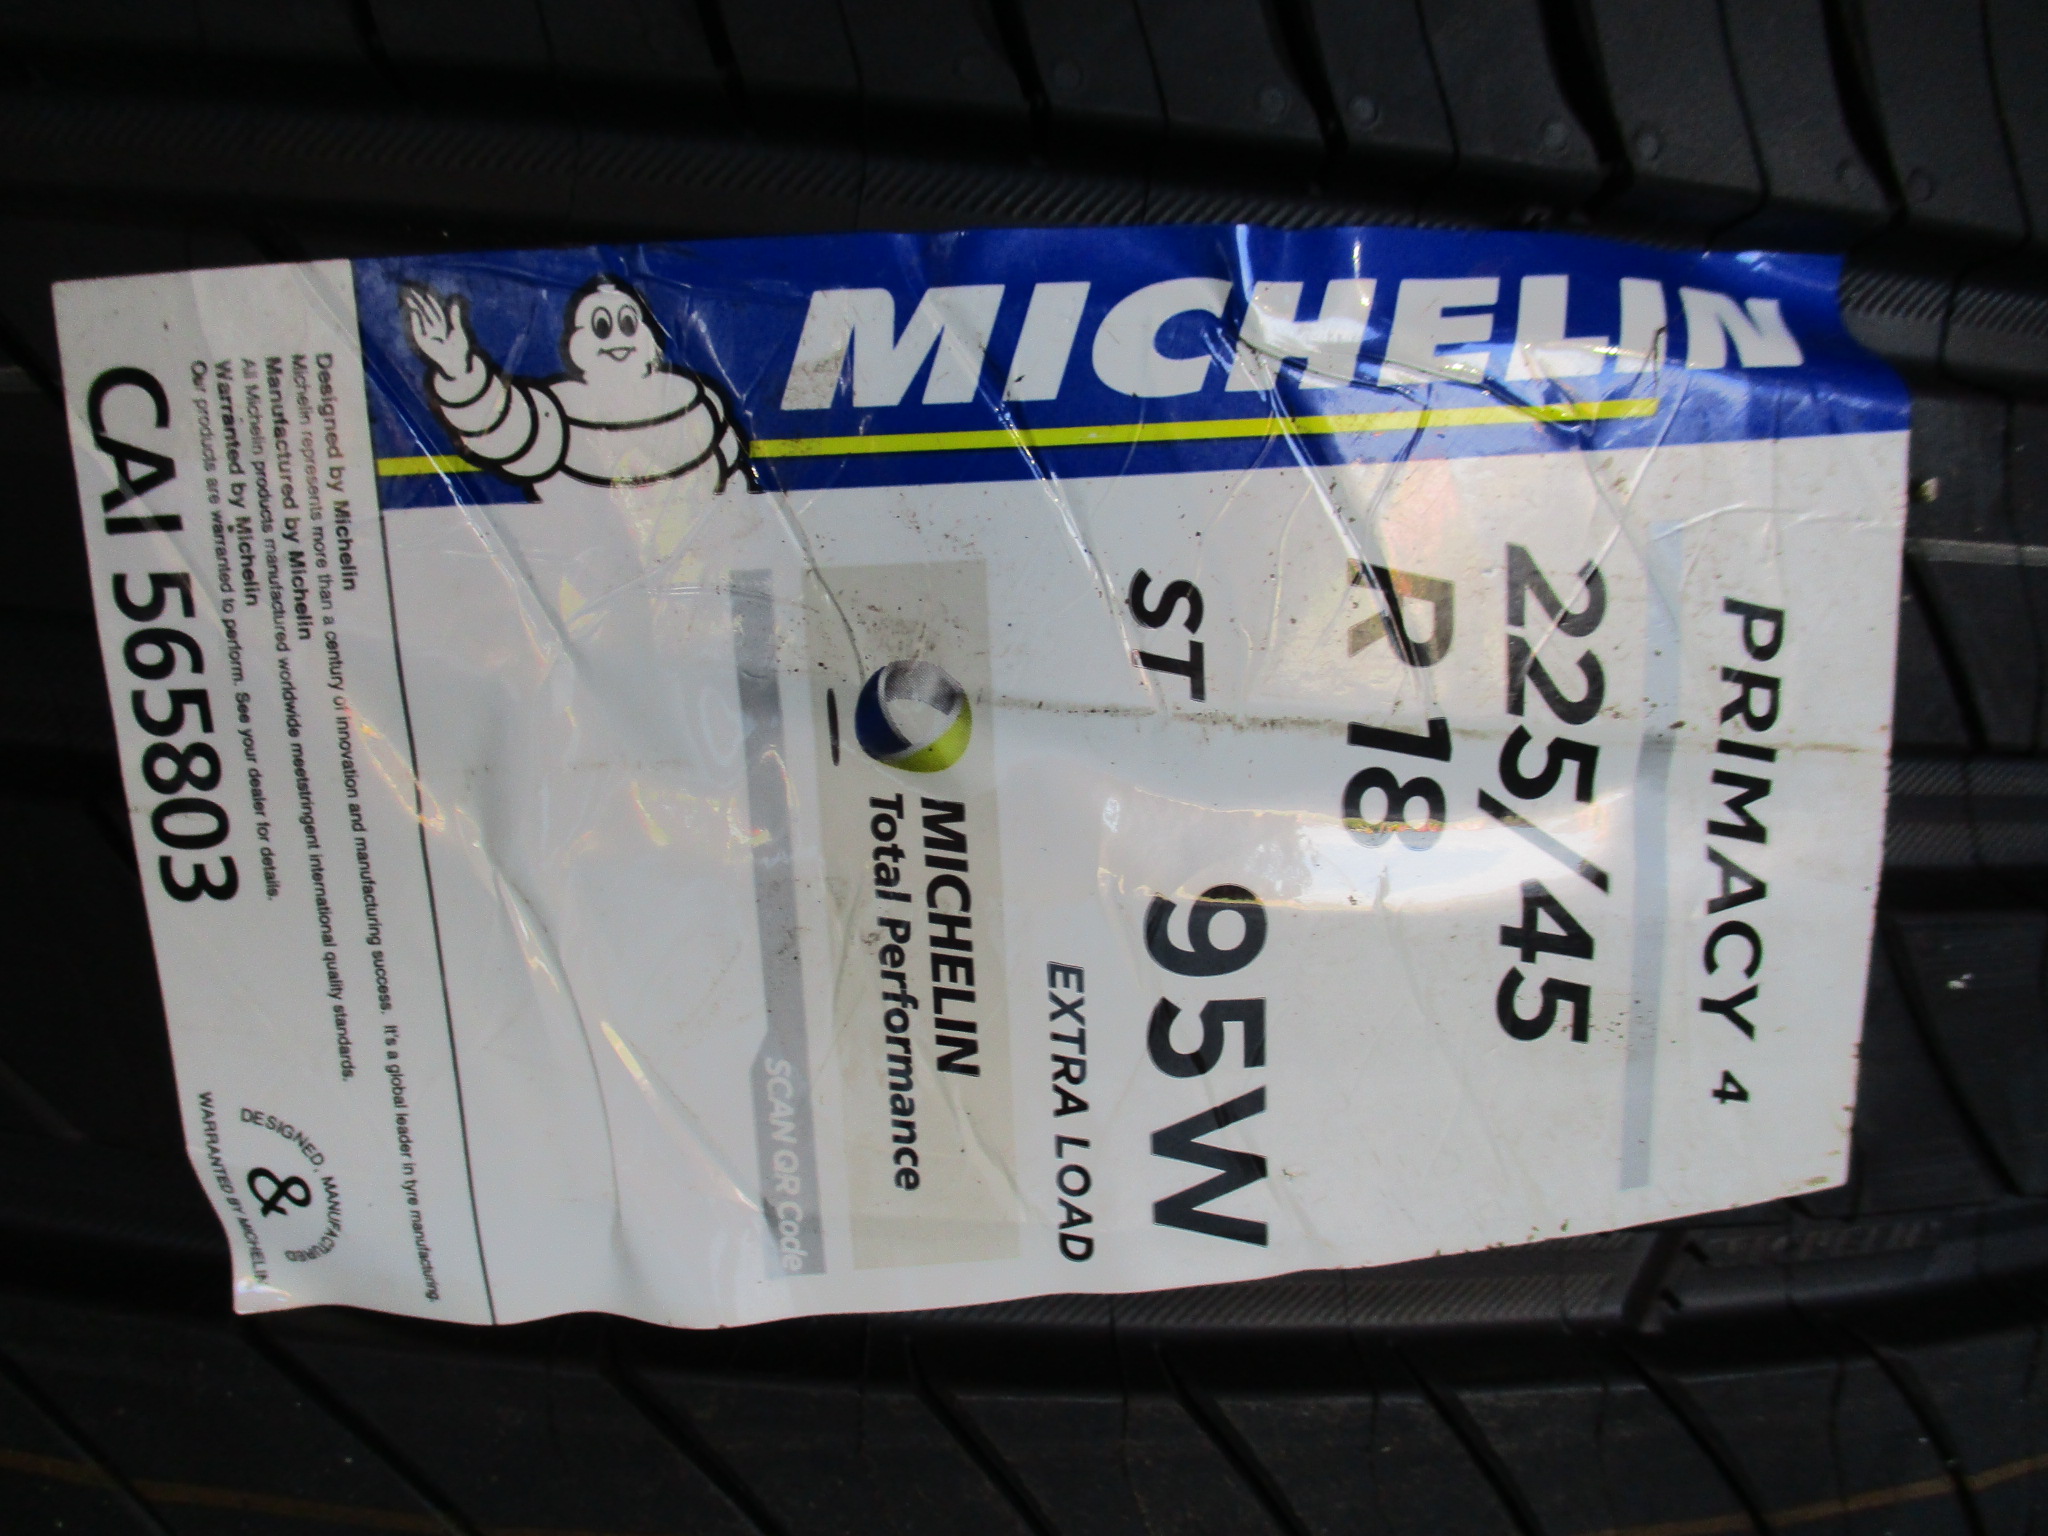 MICHELIN
PRIMACY 4
225/45
R 18
ST 95W
EXTRA LOAD
MICHELIN
Total Performance
SCAN QR Code
Designed by Michelin
Michelin represents more than a century of innovation and manufacturing success. It's a global leader in tyre manufacturing.
Manufactured by Michelin
All Michelin products manufactured worldwide meetstringent international quality standards.
Warranted by Michelin
Our products are warranted to perform. See your dealer for details.
CAI 565803
DESIGNED, MANUFACTURED
&
WARRANTED BY MICHELIN